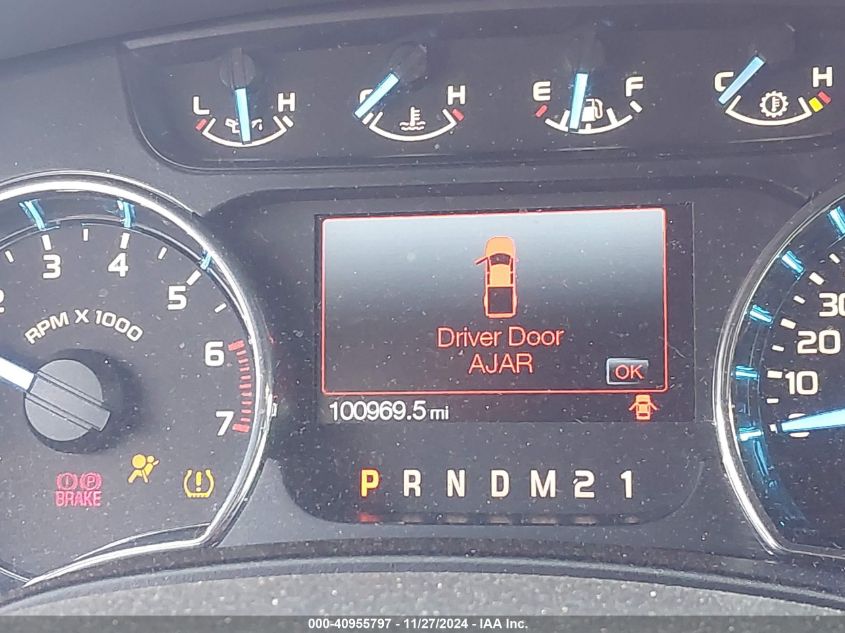 L H
H
E F
C H
2 3 4 5 6 7
RPM X 1000
Driver Door
AJAR
OK
100969.5 mi
30
20
10
BRAKE
P R N D M 2 1
000-40955797 - 11/27/2024 - IAA Inc.